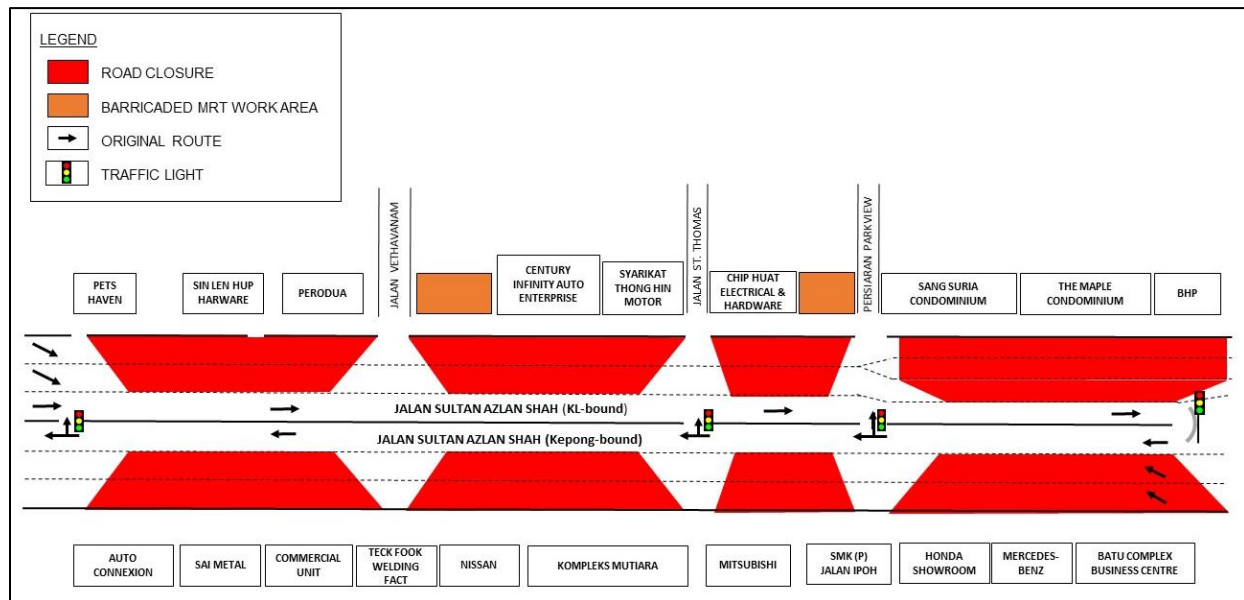 LEGEND
ROAD CLOSURE
BARRICADED MRT WORK AREA
ORIGINAL ROUTE
TRAFFIC LIGHT
JALAN VETHAVANAM
JALAN ST. THOMAS
PERSIARAN PARKVIEW
PETS
HAVEN
SIN LEN HUP
HARWARE
PERODUA
CENTURY
INFINITY AUTO
ENTERPRISE
SYARIKAT
THONG HIN
MOTOR
CHIP HUAT
ELECTRICAL &
HARDWARE
SANG SURIA
CONDOMINIUM
THE MAPLE
CONDOMINIUM
BHP
JALAN SULTAN AZLAN SHAH (KL-bound)
JALAN SULTAN AZLAN SHAH (Kepong-bound)
AUTO
CONNEXION
SAI METAL
COMMERCIAL
UNIT
TECK FOOK
WELDING
FACT
NISSAN
KOMPLEKS MUTIARA
MITSUBISHI
SMK (P)
JALAN IPOH
HONDA
SHOWROOM
MERCEDES-
BENZ
BATU COMPLEX
BUSINESS CENTRE